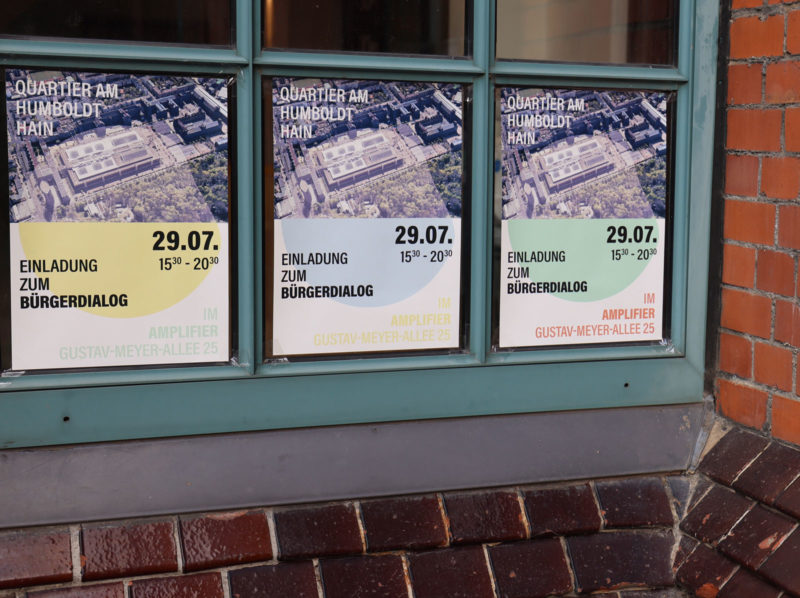 QUARTIER AM
HUMBOLDT
HAIN
29.07.
1530 - 2030
EINLADUNG
ZUM
BÜRGERDIALOG
IM
AMPLIFIER
GUSTAV-MEYER-ALLEE 25
QUARTIER AM
HUMBOLDT
HAIN
29.07.
1530 - 2030
EINLADUNG
ZUM
BÜRGERDIALOG
IM
AMPLIFIER
GUSTAV-MEYER-ALLEE 25
QUARTIER AM
HUMBOLDT
HAIN
29.07.
1530 - 2030
EINLADUNG
ZUM
BÜRGERDIALOG
IM
AMPLIFIER
GUSTAV-MEYER-ALLEE 25